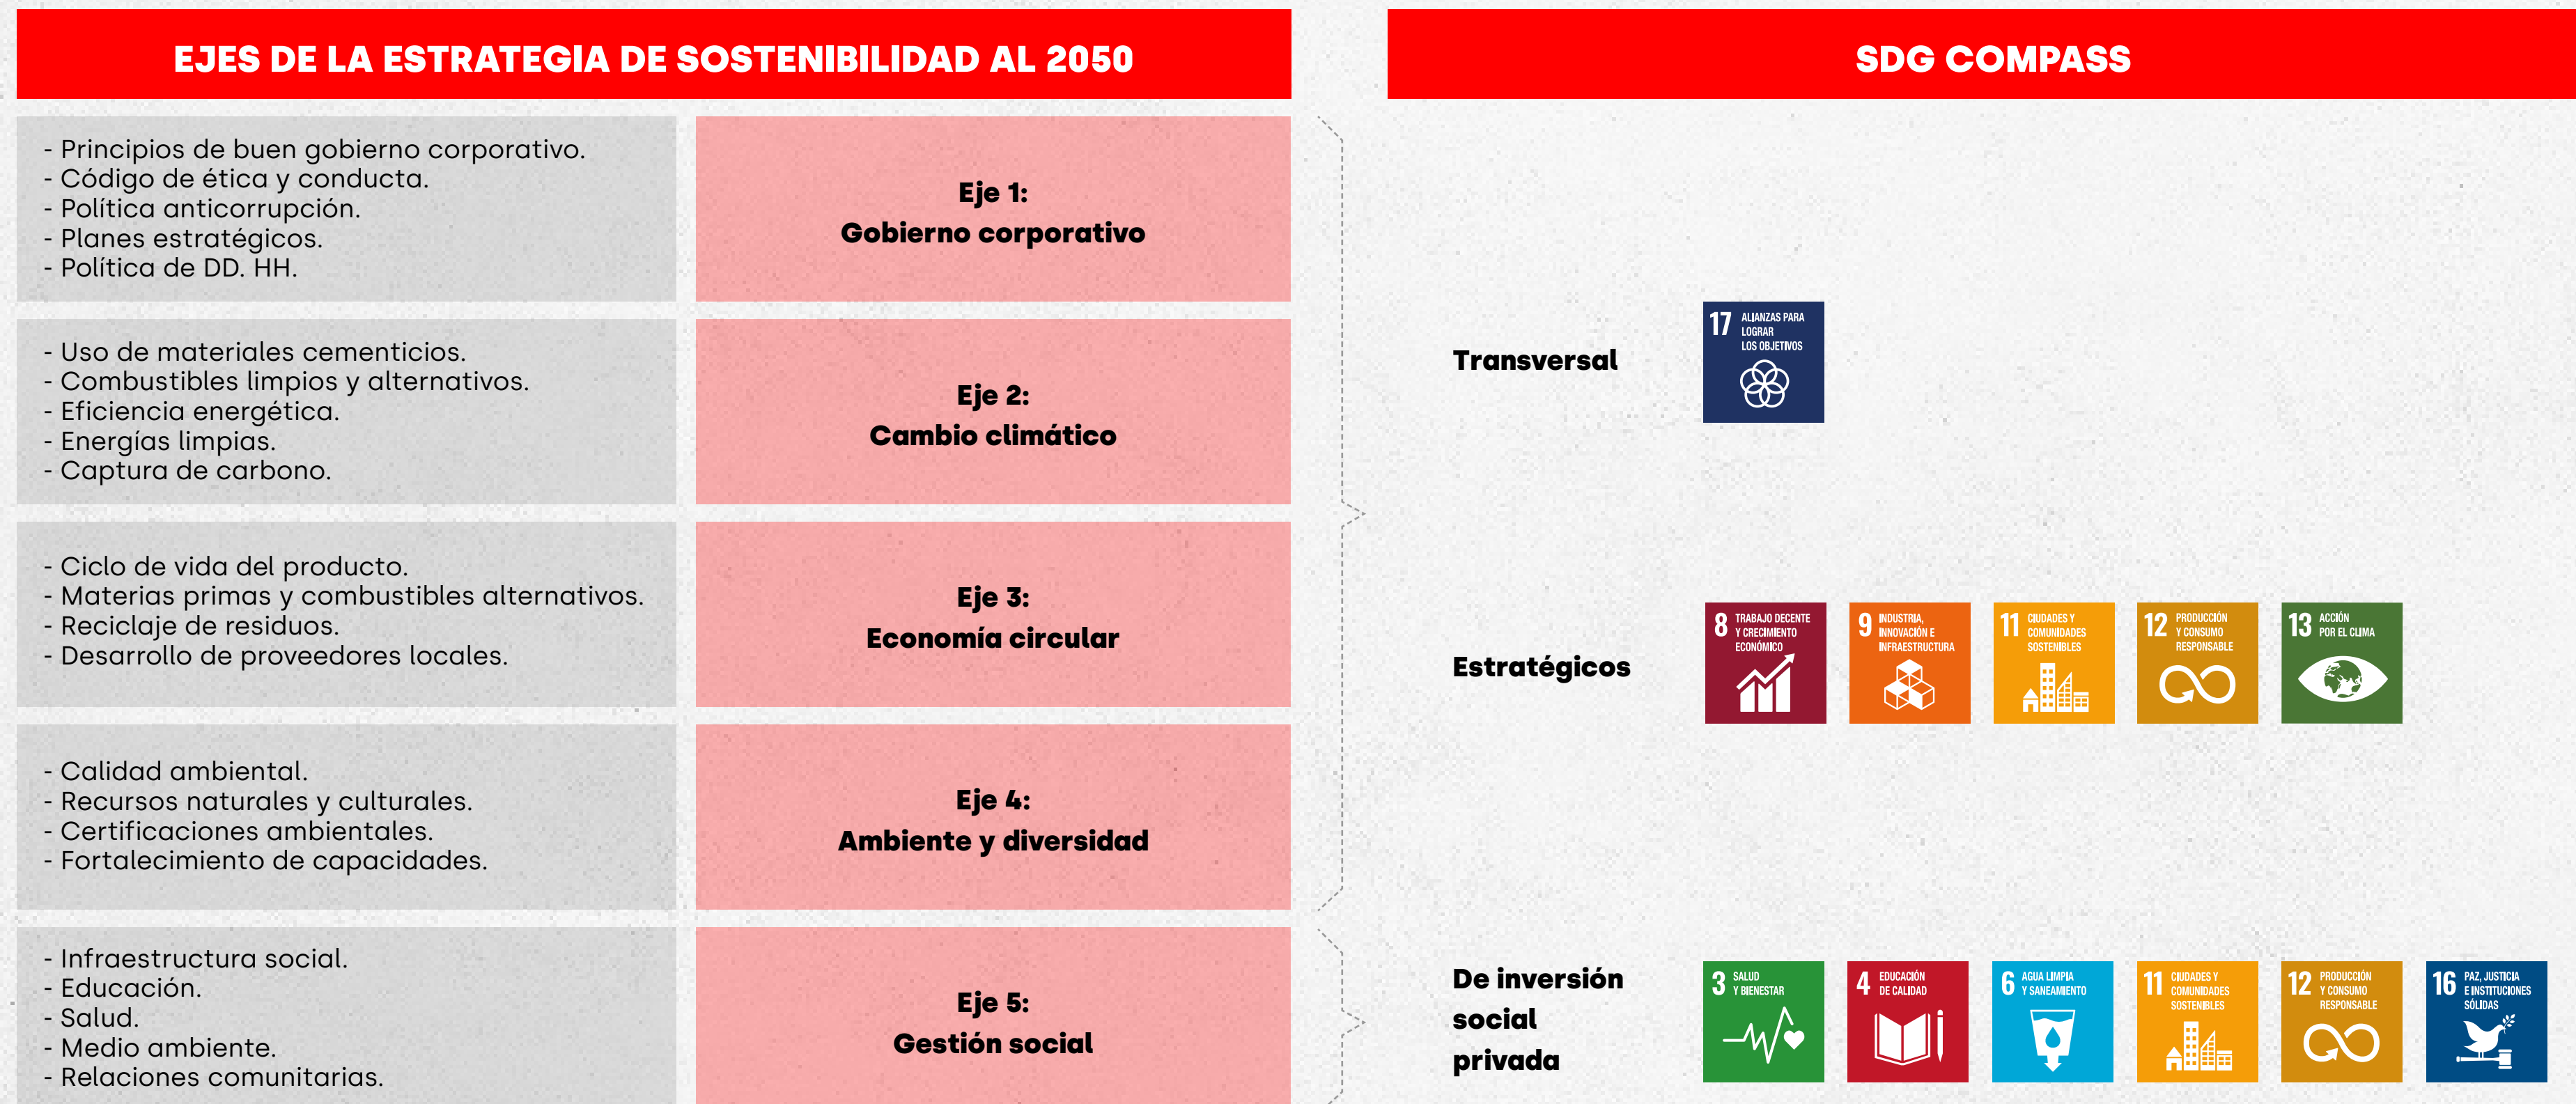 EJES DE LA ESTRATEGIA DE SOSTENIBILIDAD AL 2050
- Principios de buen gobierno corporativo.
- Código de ética y conducta.
- Política anticorrupción.
- Planes estratégicos.
- Política de DD. HH.
Eje 1:
Gobierno corporativo
- Uso de materiales cementicios.
- Combustibles limpios y alternativos.
- Eficiencia energética.
- Energías limpias.
- Captura de carbono.
Eje 2:
Cambio climático
- Ciclo de vida del producto.
- Materias primas y combustibles alternativos.
- Reciclaje de residuos.
- Desarrollo de proveedores locales.
Eje 3:
Economía circular
- Calidad ambiental.
- Recursos naturales y culturales.
- Certificaciones ambientales.
- Fortalecimiento de capacidades.
Eje 4:
Ambiente y diversidad
- Infraestructura social.
- Educación.
- Salud.
- Medio ambiente.
- Relaciones comunitarias.
Eje 5:
Gestión social
SDG COMPASS
Transversal
17 ALIANZAS PARA
LOGRAR
LOS OBJETIVOS
Estratégicos
8 TRABAJO DECENTE
Y CRECIMIENTO
ECONÓMICO
9 INDUSTRIA,
INNOVACIÓN E
INFRAESTRUCTURA
11 CIUDADES Y
COMUNIDADES
SOSTENIBLES
12 PRODUCCIÓN
Y CONSUMO
RESPONSABLE
13 ACCIÓN
POR EL CLIMA
De inversión
social
privada
3 SALUD
Y BIENESTAR
4 EDUCACIÓN
DE CALIDAD
6 AGUA LIMPIA
Y SANEAMIENTO
11 CIUDADES Y
COMUNIDADES
SOSTENIBLES
12 PRODUCCIÓN
Y CONSUMO
RESPONSABLE
16 PAZ, JUSTICIA
E INSTITUCIONES
SÓLIDAS